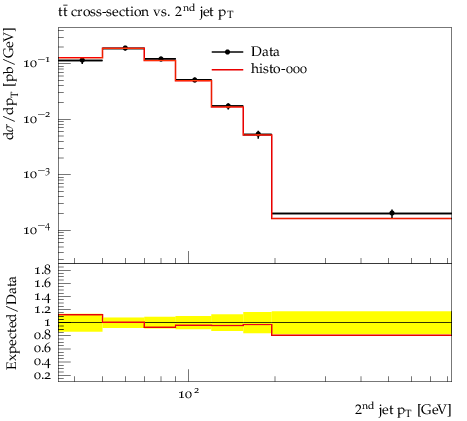 tt̄ cross-section vs. 2nd jet pT
dσ/dpT [pb/GeV]
Data
histo-ooo
10⁻¹
10⁻²
10⁻³
10⁻⁴
Expected/Data
1.8
1.6
1.4
1.2
1
0.8
0.6
0.4
0.2
10²
2nd jet pT [GeV]